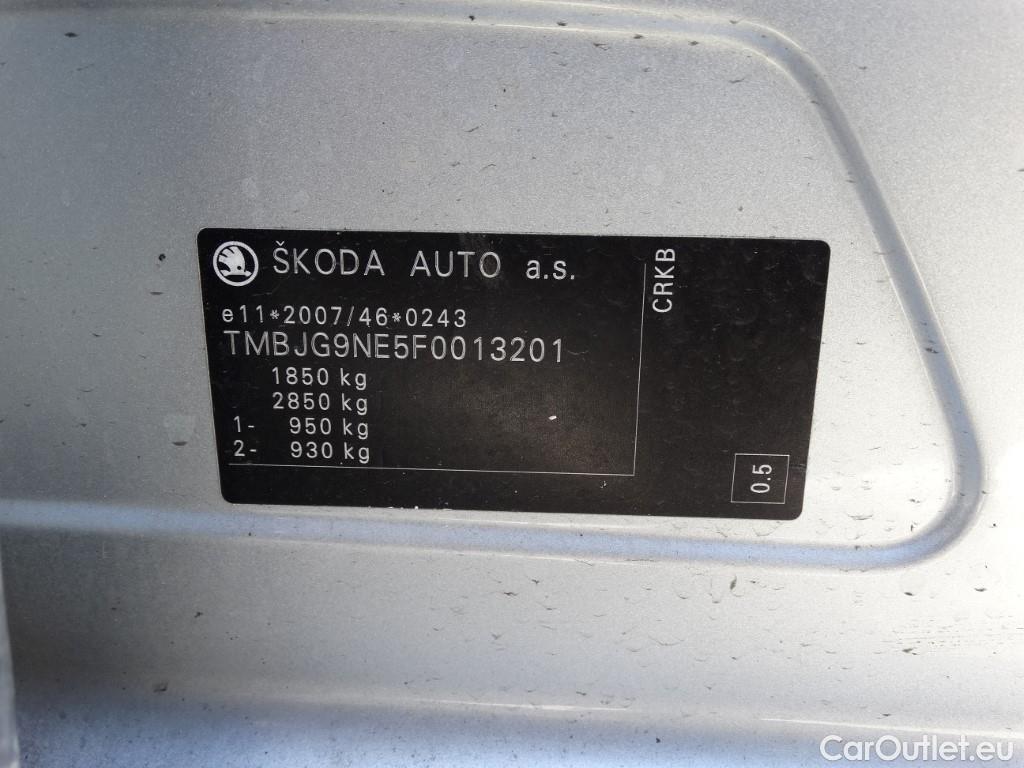 ŠKODA AUTO a.s.
e11*2007/46*0243
TMBJG9NE5F0013201
1850 kg
2850 kg
1- 950 kg
2- 930 kg
CRKB
0.5
CarOutlet.eu